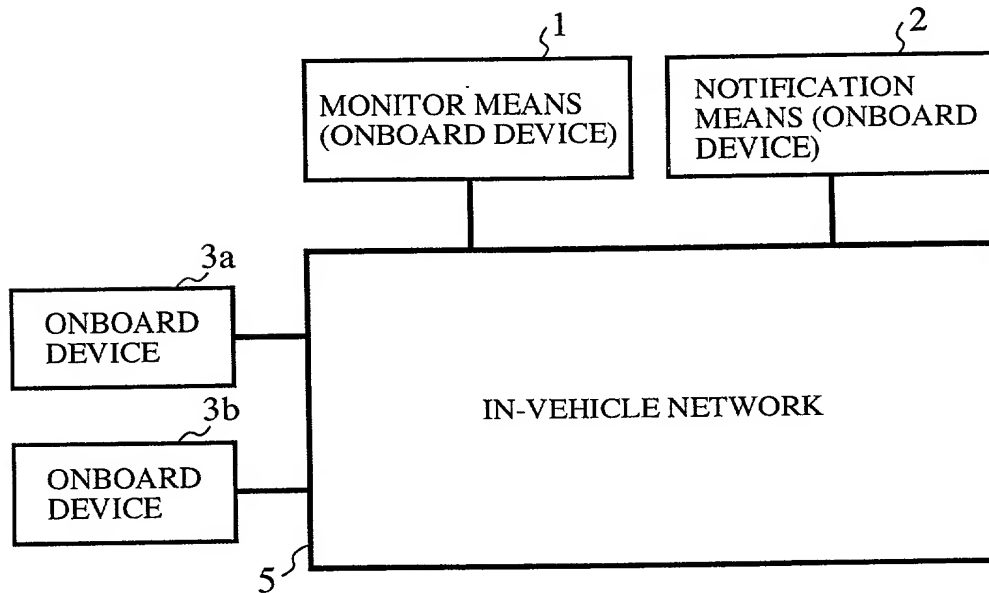 1
MONITOR MEANS
(ONBOARD DEVICE)
2
NOTIFICATION
MEANS (ONBOARD
DEVICE)
3a
ONBOARD
DEVICE
3b
ONBOARD
DEVICE
IN-VEHICLE NETWORK
5